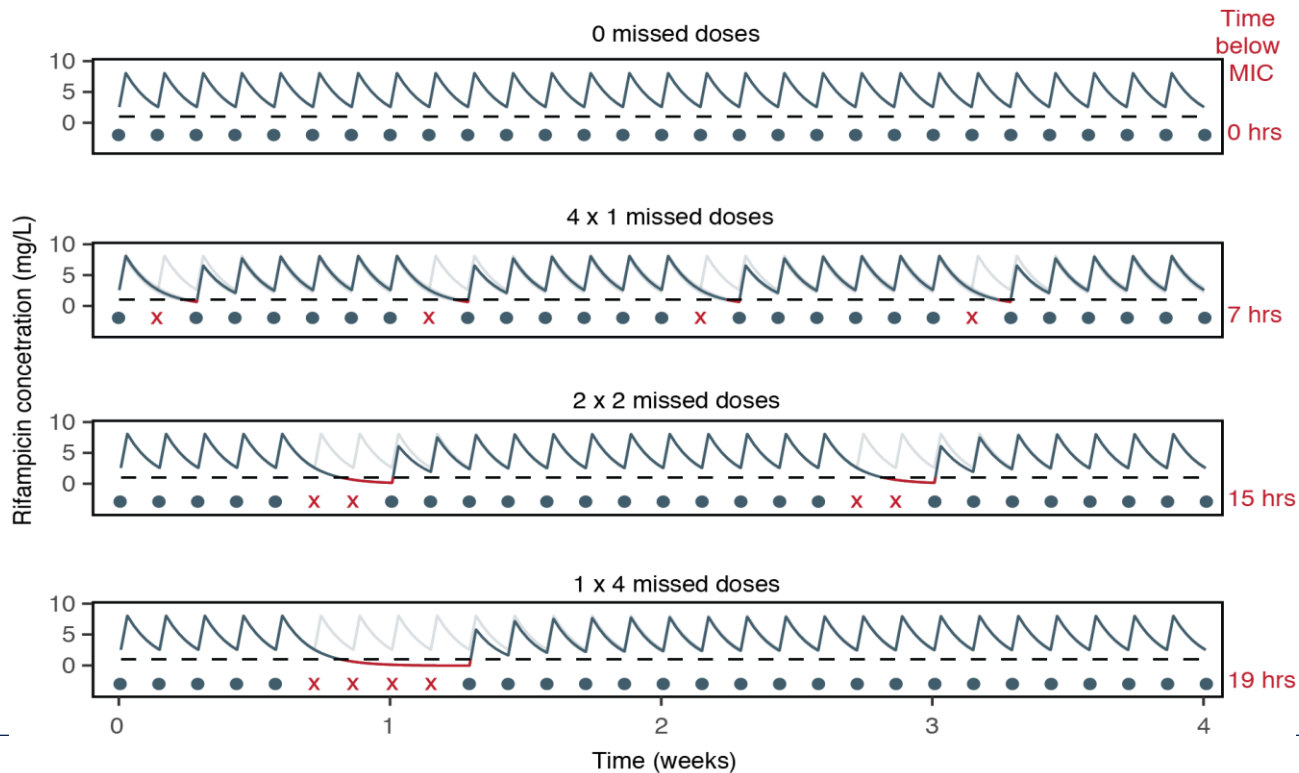 Time
below
MIC
0 missed doses
10
5
0
0 hrs
4 x 1 missed doses
10
5
0
x x x x
7 hrs
Rifampicin concetration (mg/L)
2 x 2 missed doses
10
5
0
x x x x
15 hrs
1 x 4 missed doses
10
5
0
x x x x
19 hrs
0 1 2 3 4
Time (weeks)